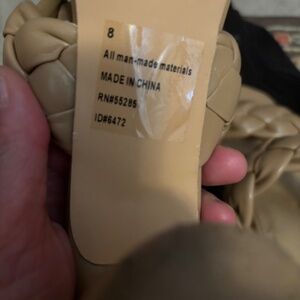 8
All man-made materials
MADE IN CHINA
RN#55285
ID#6472